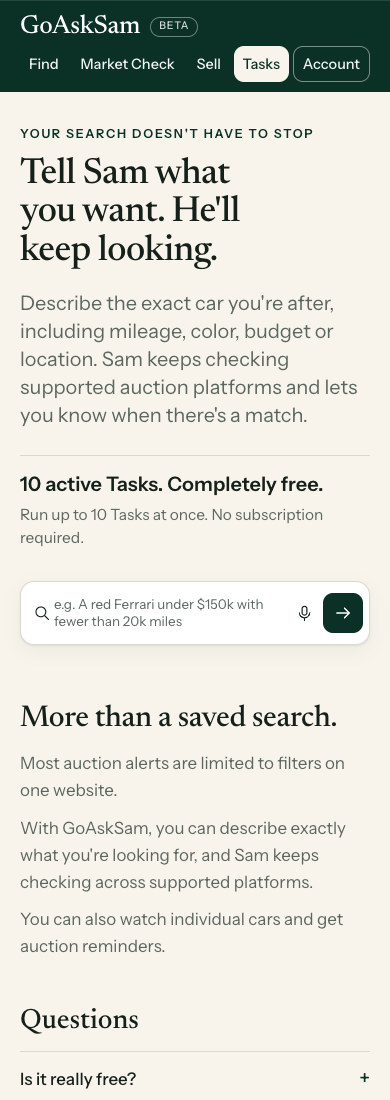 GoAskSam BETA
Find Market Check Sell Tasks Account
YOUR SEARCH DOESN'T HAVE TO STOP
Tell Sam what
you want. He'll
keep looking.
Describe the exact car you're after,
including mileage, color, budget or
location. Sam keeps checking
supported auction platforms and lets
you know when there's a match.
10 active Tasks. Completely free.
Run up to 10 Tasks at once. No subscription
required.
e.g. A red Ferrari under $150k with
fewer than 20k miles
More than a saved search.
Most auction alerts are limited to filters on
one website.
With GoAskSam, you can describe exactly
what you're looking for, and Sam keeps
checking across supported platforms.
You can also watch individual cars and get
auction reminders.
Questions
Is it really free? +